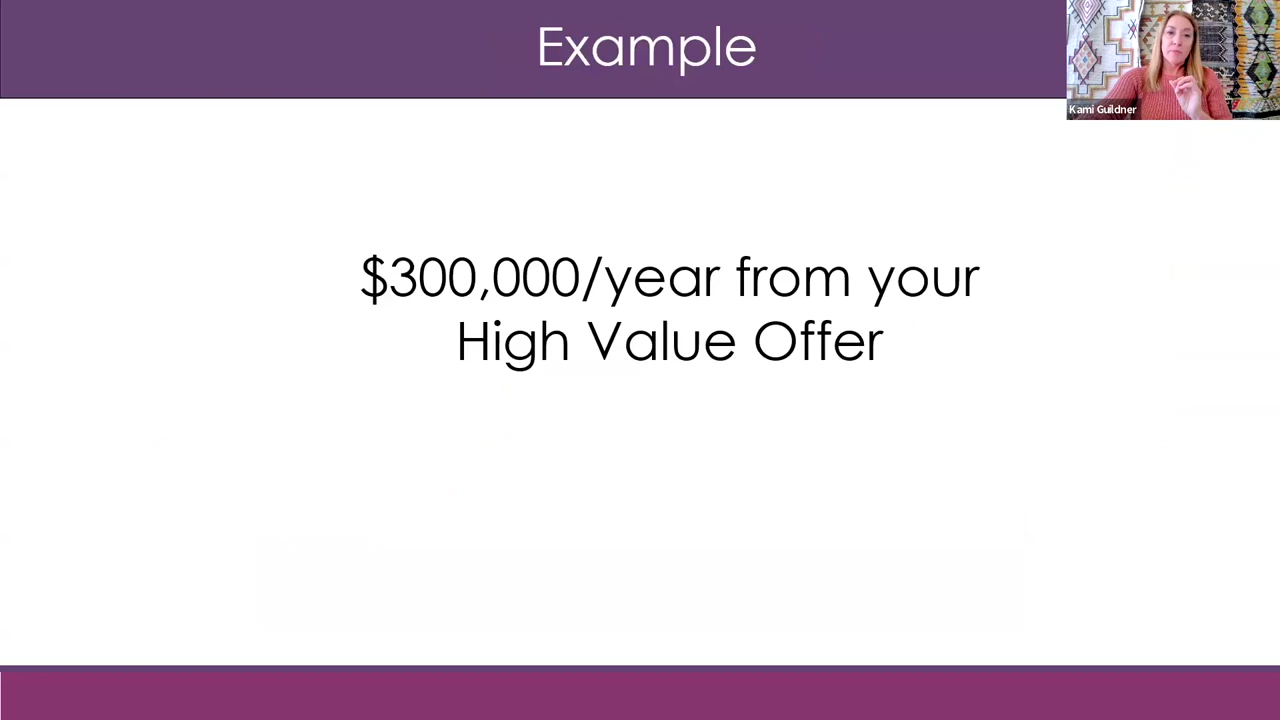 Example
Kami Guildner
$300,000/year from your
High Value Offer